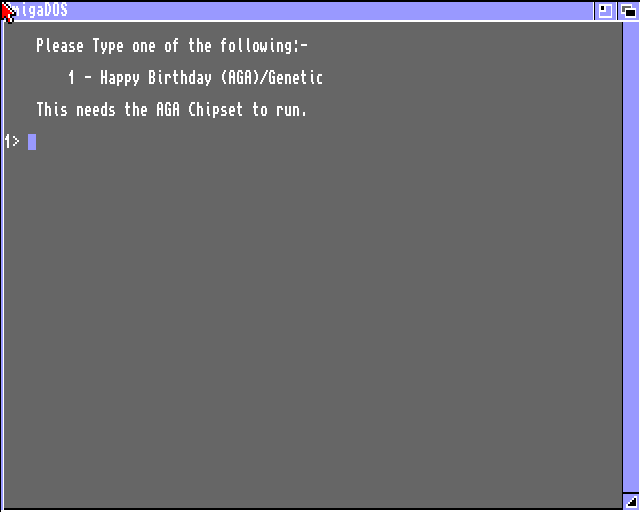 AmigaDOS
Please Type one of the following:-
1 - Happy Birthday (AGA)/Genetic
This needs the AGA Chipset to run.
1>